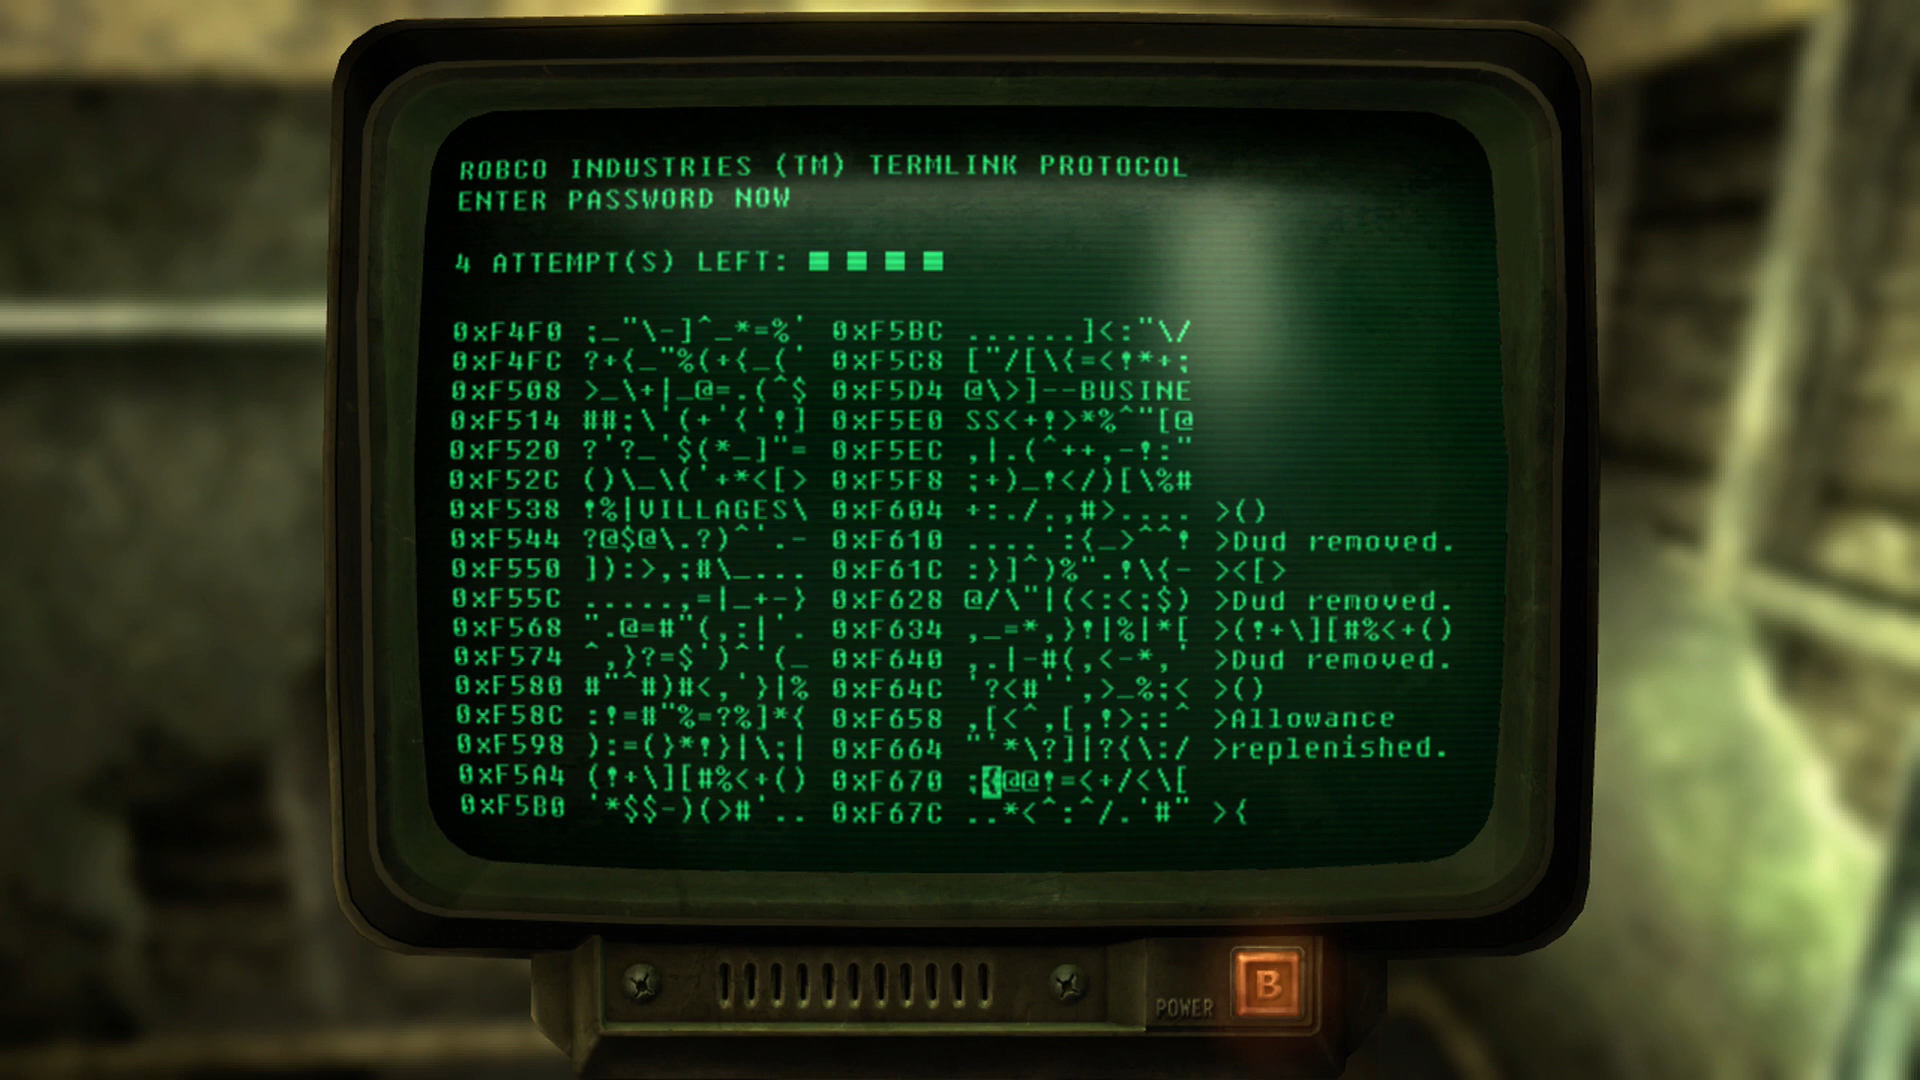 ROBCO INDUSTRIES (TM) TERMLINK PROTOCOL
ENTER PASSWORD NOW
4 ATTEMPT(S) LEFT: ■ ■ ■ ■
0xF4F0 ;_"\-]^_*=%' 0xF5BC ......]<:"\/
0xF4FC ?+{_"%(+{_(' 0xF5C8 ["/[\{=<!*+;
0xF508 >_\+|_@=.(^$ 0xF5D4 @\>]--BUSINE
0xF514 ##;\'(+'{'!] 0xF5E0 SS<+!>*%^"[@
0xF520 ?'?_'$(*_]"= 0xF5EC ,|.(^++,-!:"
0xF52C ()\_\('+*<[> 0xF5F8 ;+)_!</)[\%#
0xF538 !%|VILLAGES\ 0xF604 +:./.,#>.... >()
0xF544 ?@$@\.?)^'.- 0xF610 ....':{_>^^! >Dud removed.
0xF550 ]):>,;#\_... 0xF61C :}]^)%".!\{- ><[>
0xF55C .....,=|_+-} 0xF628 @/\"|(<:<;$) >Dud removed.
0xF568 ".@=#"(,:|'. 0xF634 ,_=*,}!|%|*[ >(!+\][#%<+()
0xF574 ^,}?=$')^'(_ 0xF640 ,.|-#(,<-*,' >Dud removed.
0xF580 #"^#)#<,'}|% 0xF64C '?<#'',>_%;< >()
0xF58C :!=#"%=?%]*{ 0xF658 ,[<^,[,!>;:^ >Allowance
0xF598 ):=(}*!}|\;| 0xF664 "'*\?]|?{\:/ >replenished.
0xF5A4 (!+\][#%<+() 0xF670 ;{@@!=<+/<\[
0xF5B0 '*$$-)(>#'.. 0xF67C ..*<^:^/.'#" >{
POWER
B